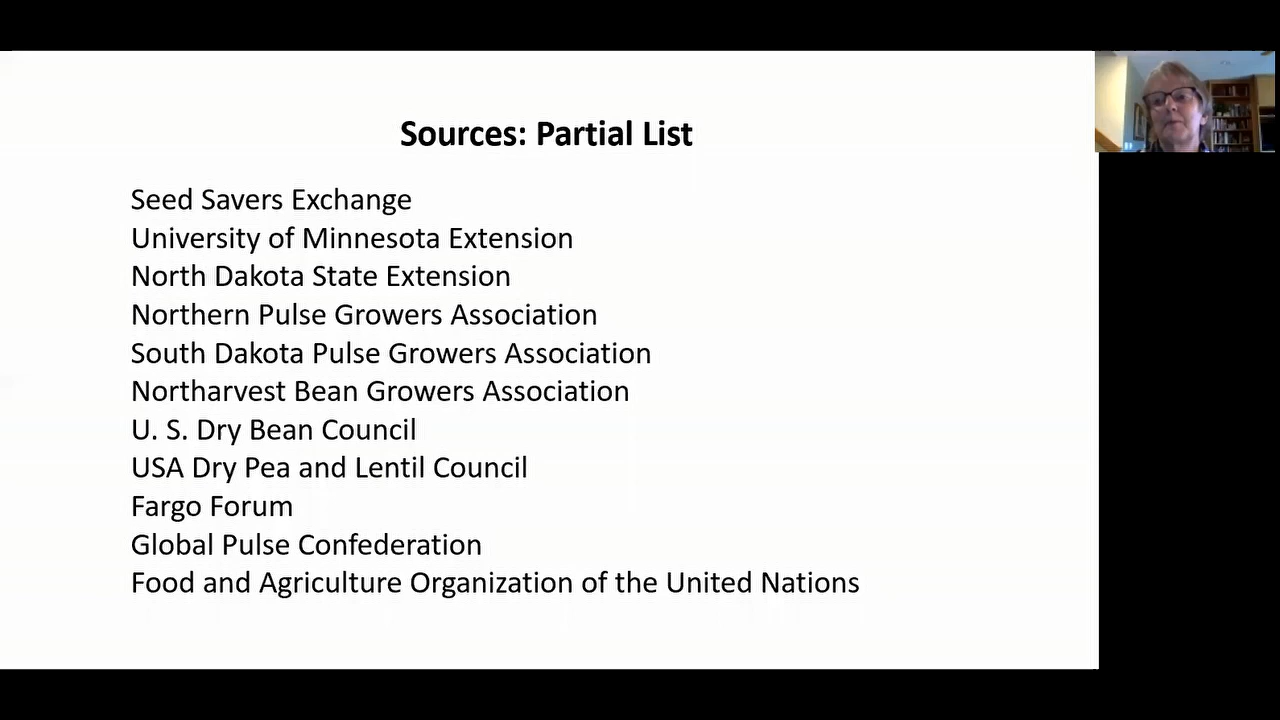 Sources: Partial List
Seed Savers Exchange
University of Minnesota Extension
North Dakota State Extension
Northern Pulse Growers Association
South Dakota Pulse Growers Association
Northarvest Bean Growers Association
U. S. Dry Bean Council
USA Dry Pea and Lentil Council
Fargo Forum
Global Pulse Confederation
Food and Agriculture Organization of the United Nations